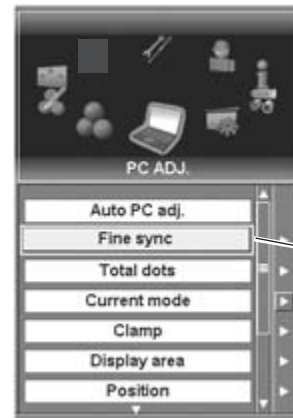 PC ADJ.
Auto PC adj.
Fine sync
Total dots
Current mode
Clamp
Display area
Position